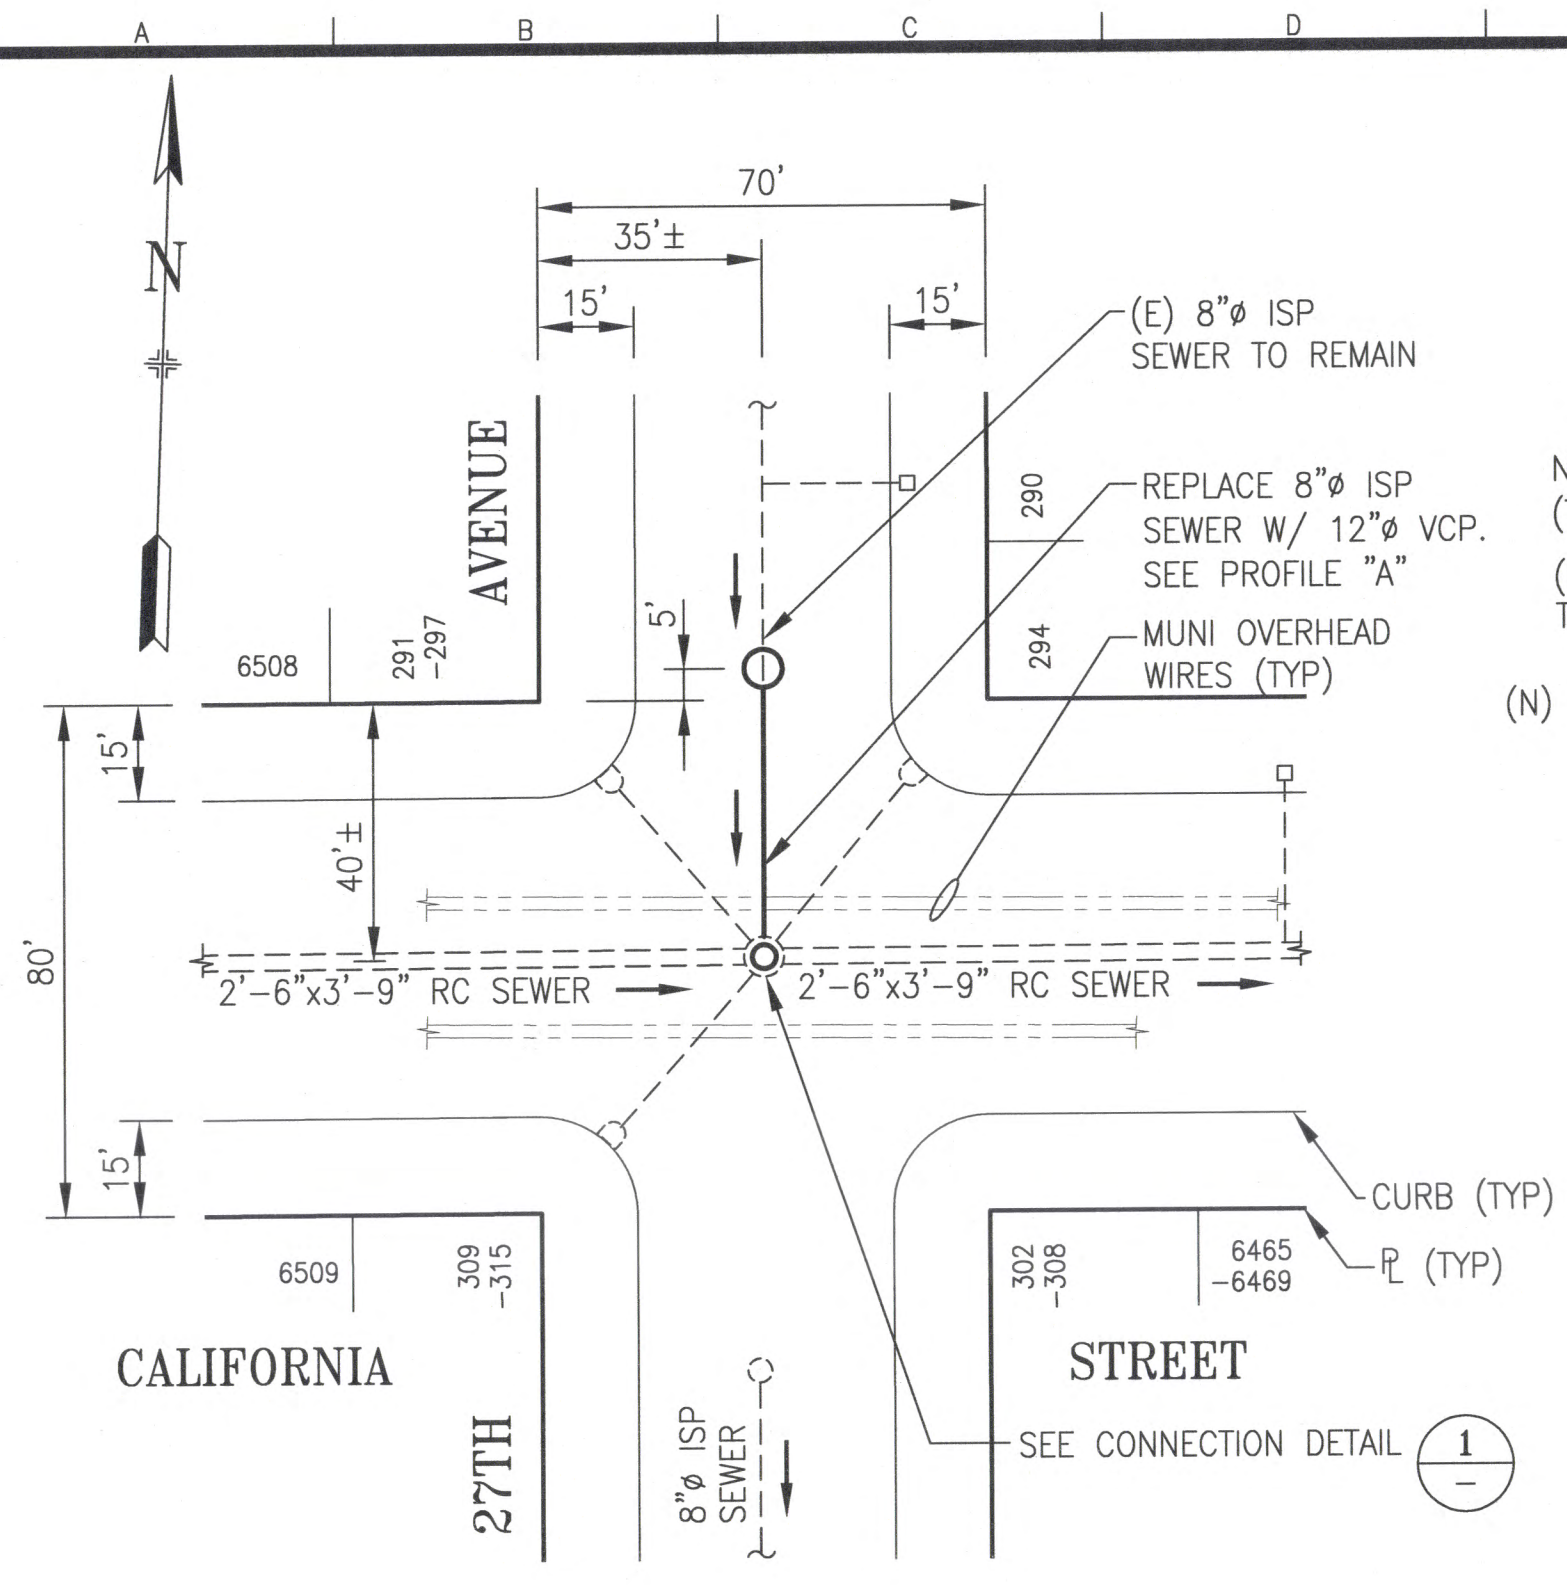 A
B
C
D
N
70'
35'±
15'
15'
(E) 8"ø ISP
SEWER TO REMAIN
AVENUE
290
REPLACE 8"ø ISP
SEWER W/ 12"ø VCP.
SEE PROFILE "A"
N
(
(
T
5'
6508
291
-297
294
MUNI OVERHEAD
WIRES (TYP)
(N)
15'
40'±
80'
2'-6"x3'-9" RC SEWER
2'-6"x3'-9" RC SEWER
15'
CURB (TYP)
6509
309
-315
302
-308
6465
-6469
PL (TYP)
CALIFORNIA
STREET
27TH
8"ø ISP
SEWER
SEE CONNECTION DETAIL
1
-